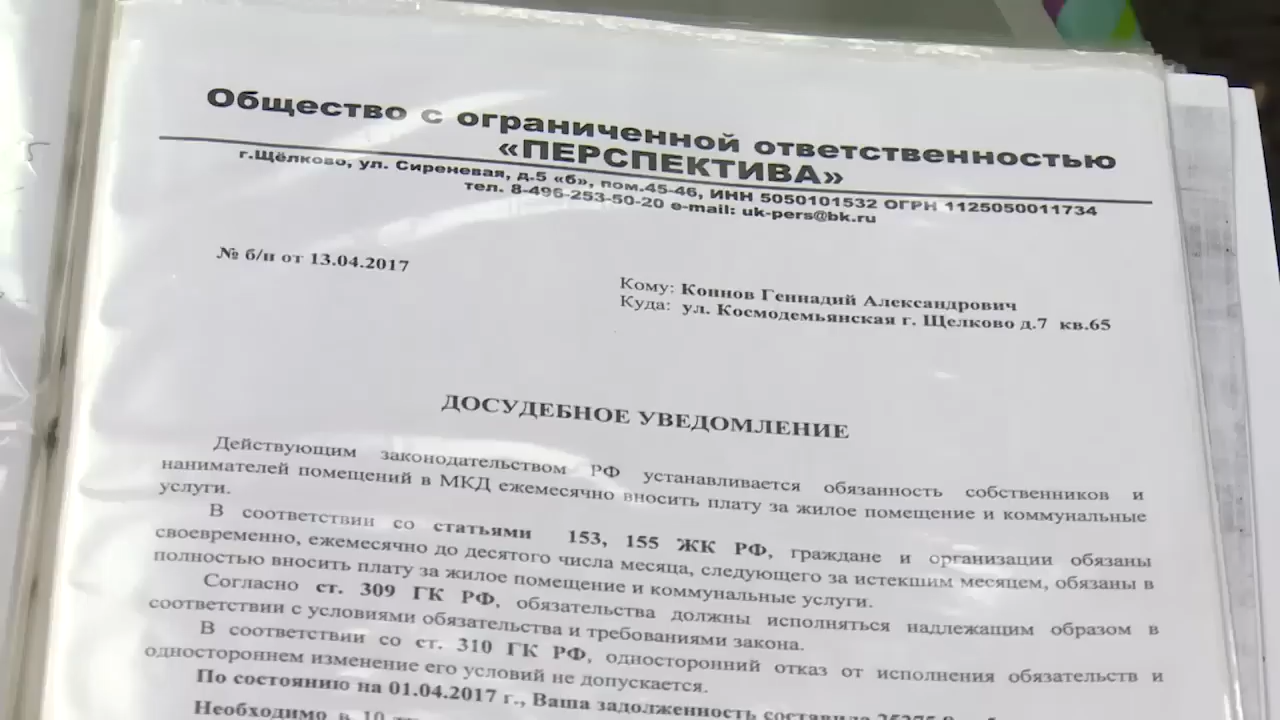 Общество с ограниченной ответственностью
«ПЕРСПЕКТИВА»
г.Щёлково, ул. Сиреневая, д.5 «б», пом.45-46, ИНН 5050101532 ОГРН 1125050011734
тел. 8-496-253-50-20 e-mail: uk-pers@bk.ru
№ б/н от 13.04.2017
Кому: Коннов Геннадий Александрович
Куда: ул. Космодемьянская г. Щелково д.7 кв.65
ДОСУДЕБНОЕ УВЕДОМЛЕНИЕ
Действующим законодательством РФ устанавливается обязанность собственников и
нанимателей помещений в МКД ежемесячно вносить плату за жилое помещение и коммунальные
услуги.
В соответствии со статьями 153, 155 ЖК РФ, граждане и организации обязаны
своевременно, ежемесячно до десятого числа месяца, следующего за истекшим месяцем, обязаны в
полностью вносить плату за жилое помещение и коммунальные услуги.
Согласно ст. 309 ГК РФ, обязательства должны исполняться надлежащим образом в
соответствии с условиями обязательства и требованиями закона.
В соответствии со ст. 310 ГК РФ, односторонний отказ от исполнения обязательств и
одностороннем изменение его условий не допускается.
По состоянию на 01.04.2017 г., Ваша задолженность составила
Необходимо в 10